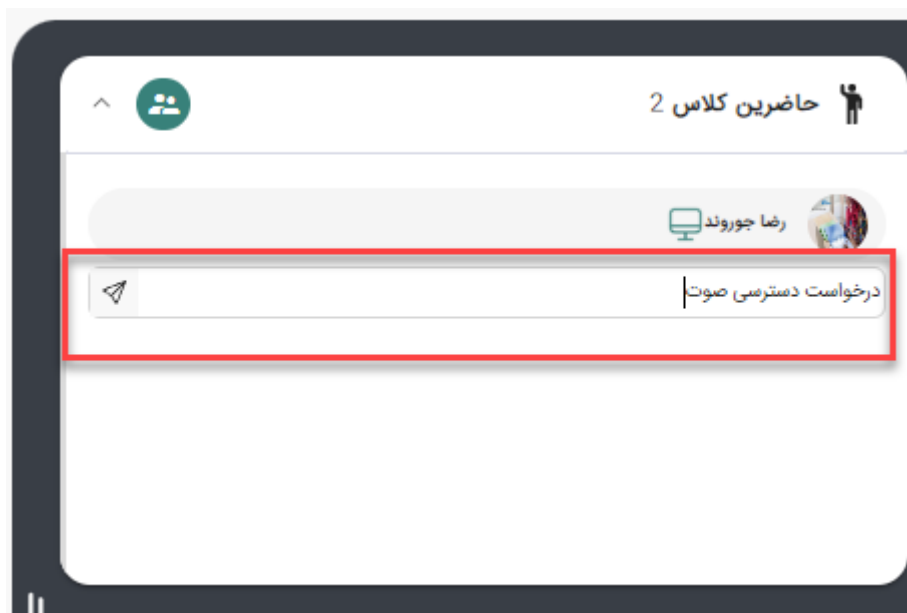 حاضرین کلاس 2
رضا جوروند
درخواست دسترسی صوت